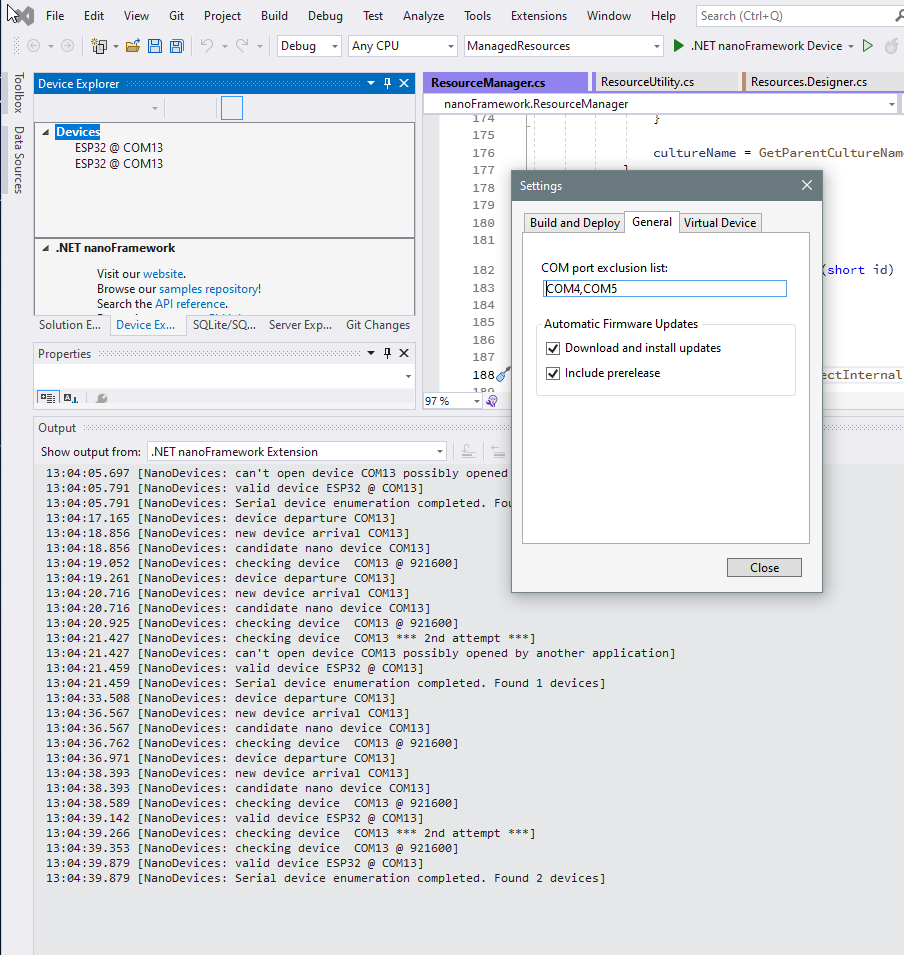 File Edit View Git Project Build Debug Test Analyze Tools Extensions Window Help Search (Ctrl+Q)
Debug Any CPU ManagedResources .NET nanoFramework Device
Toolbox
Data Sources
Device Explorer
Devices
ESP32 @ COM13
ESP32 @ COM13
.NET nanoFramework
Visit our website.
Browse our samples repository!
Search the API reference.
Solution E... Device Ex... SQLite/SQ... Server Exp... Git Changes
Properties
ResourceManager.cs ResourceUtility.cs Resources.Designer.cs
nanoFramework.ResourceManager
174 }
175
176 cultureName = GetParentCultureName
177
178
179
180
181
182 (short id)
183
184
185
186
187
188 ectInternal
189
97 %
Settings
Build and Deploy General Virtual Device
COM port exclusion list:
COM4,COM5
Automatic Firmware Updates
Download and install updates
Include prerelease
Close
Output
Show output from: .NET nanoFramework Extension
13:04:05.697 [NanoDevices: can't open device COM13 possibly opened
13:04:05.791 [NanoDevices: valid device ESP32 @ COM13]
13:04:05.791 [NanoDevices: Serial device enumeration completed. Fou
13:04:17.165 [NanoDevices: device departure COM13]
13:04:18.856 [NanoDevices: new device arrival COM13]
13:04:18.856 [NanoDevices: candidate nano device COM13]
13:04:19.052 [NanoDevices: checking device  COM13 @ 921600]
13:04:19.261 [NanoDevices: device departure COM13]
13:04:20.716 [NanoDevices: new device arrival COM13]
13:04:20.716 [NanoDevices: candidate nano device COM13]
13:04:20.925 [NanoDevices: checking device  COM13 @ 921600]
13:04:21.427 [NanoDevices: checking device  COM13 *** 2nd attempt ***]
13:04:21.427 [NanoDevices: can't open device COM13 possibly opened by another application]
13:04:21.459 [NanoDevices: valid device ESP32 @ COM13]
13:04:21.459 [NanoDevices: Serial device enumeration completed. Found 1 devices]
13:04:33.508 [NanoDevices: device departure COM13]
13:04:36.567 [NanoDevices: new device arrival COM13]
13:04:36.567 [NanoDevices: candidate nano device COM13]
13:04:36.762 [NanoDevices: checking device  COM13 @ 921600]
13:04:36.971 [NanoDevices: device departure COM13]
13:04:38.393 [NanoDevices: new device arrival COM13]
13:04:38.393 [NanoDevices: candidate nano device COM13]
13:04:38.589 [NanoDevices: checking device  COM13 @ 921600]
13:04:39.142 [NanoDevices: valid device ESP32 @ COM13]
13:04:39.266 [NanoDevices: checking device  COM13 *** 2nd attempt ***]
13:04:39.353 [NanoDevices: checking device  COM13 @ 921600]
13:04:39.879 [NanoDevices: valid device ESP32 @ COM13]
13:04:39.879 [NanoDevices: Serial device enumeration completed. Found 2 devices]